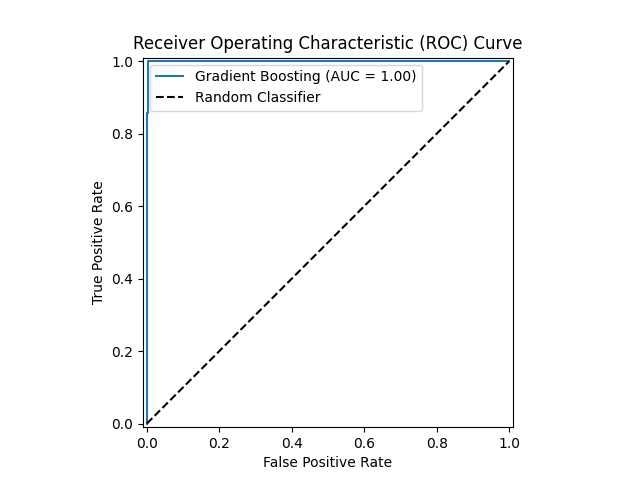 Receiver Operating Characteristic (ROC) Curve
Gradient Boosting (AUC = 1.00)
Random Classifier
True Positive Rate
1.0
0.8
0.6
0.4
0.2
0.0
0.0 0.2 0.4 0.6 0.8 1.0
False Positive Rate